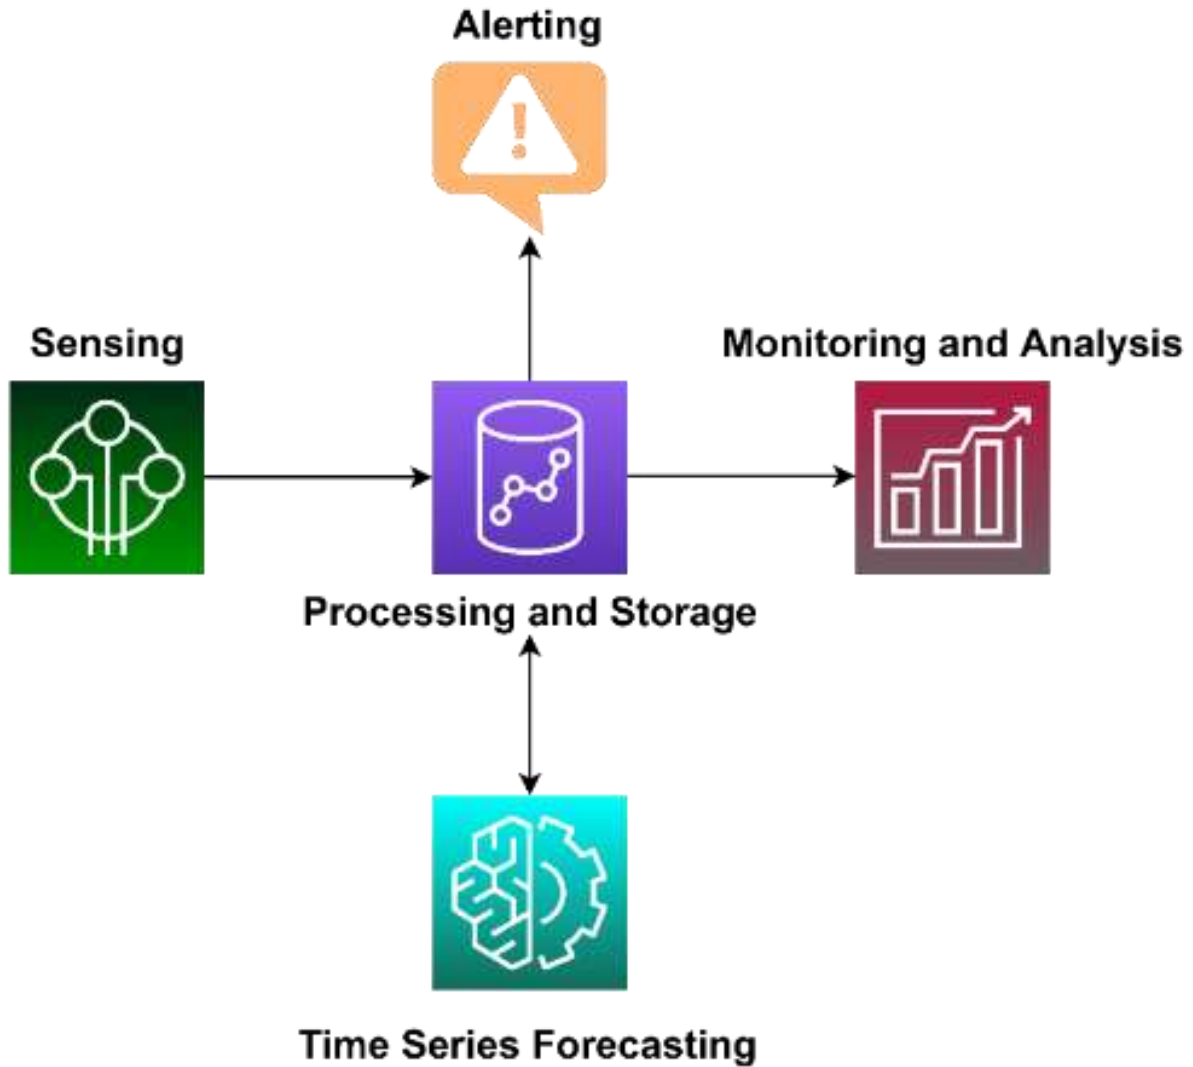 Alerting
Sensing
Monitoring and Analysis
Processing and Storage
Time Series Forecasting